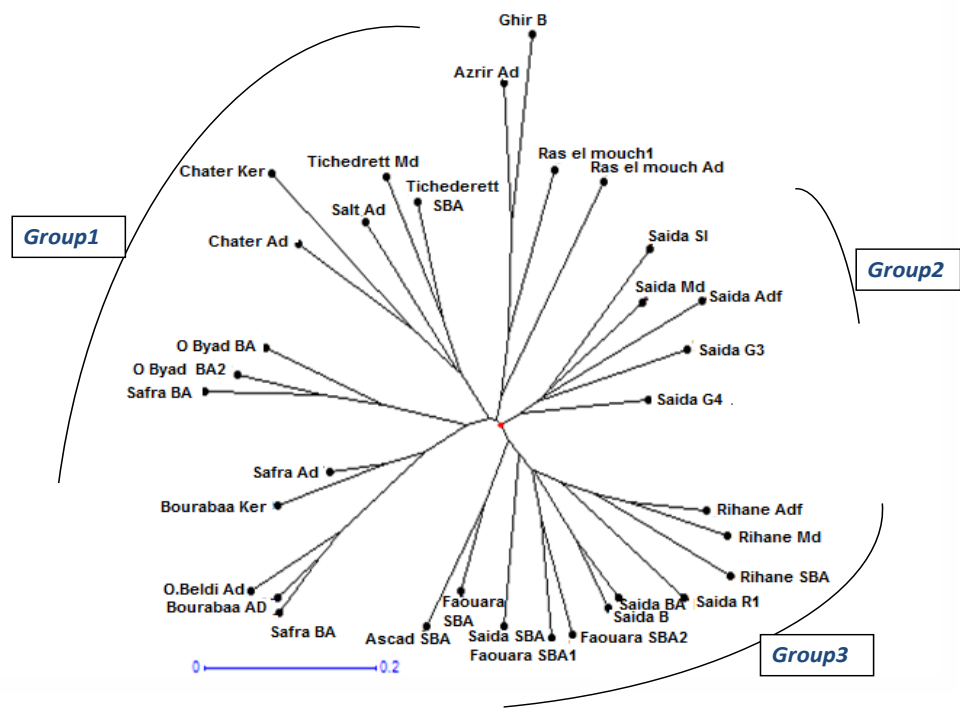 Ghir B
Azrir Ad
Ras el mouch1
Ras el mouch Ad
Tichedrett Md
Chater Ker
Tichederett
SBA
Salt Ad
Chater Ad
Group1
Saida SI
Group2
Saida Md
Saida Adf
O Byad BA
Saida G3
O Byad BA2
Safra BA
Saida G4 .
Safra Ad
Bourabaa Ker
Rihane Adf
Rihane Md
Rihane SBA
O.Beldi Ad
Bourabaa AD
Safra BA
Faouara
SBA
Ascad SBA
Saida SBA
Faouara SBA1
Faouara SBA2
Saida BA
Saida B
Saida R1
Group3
0
0.2